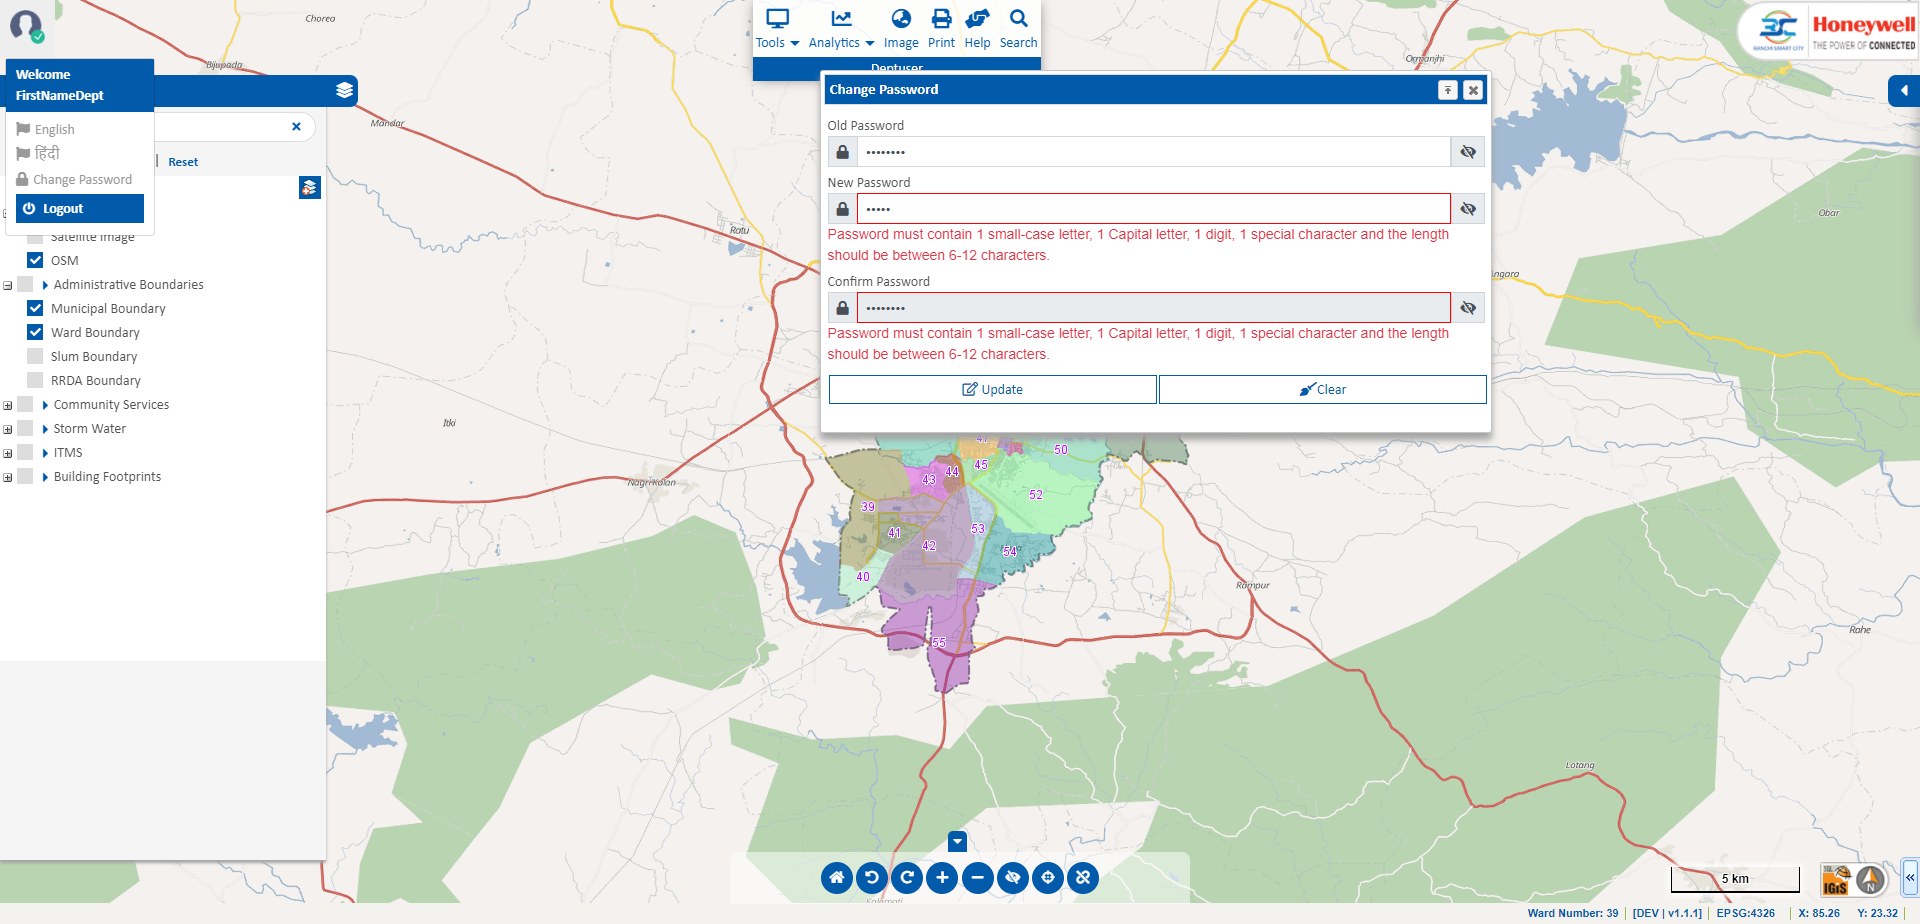 Chorea
Bijupada
Mandar
Ratu
Itki
Nagri Kalan
Ormanjhi
Angara
Obar
Rampur
Rahe
Lotang
Kalamati
Welcome
FirstNameDept
English
हिंदी
Change Password
Logout
Reset
Satellite Image
OSM
Administrative Boundaries
Municipal Boundary
Ward Boundary
Slum Boundary
RRDA Boundary
Community Services
Storm Water
ITMS
Building Footprints
Tools
Analytics
Image
Print
Help
Search
Deptuser
RANCHI SMART CITY
Honeywell
THE POWER OF CONNECTED
Change Password
Old Password
••••••••
New Password
•••••
Password must contain 1 small-case letter, 1 Capital letter, 1 digit, 1 special character and the length
should be between 6-12 characters.
Confirm Password
••••••••
Password must contain 1 small-case letter, 1 Capital letter, 1 digit, 1 special character and the length
should be between 6-12 characters.
Update
Clear
47
50
45
44
43
52
39
53
41
42
54
40
55
5 km
IGiS
N
Ward Number: 39
[DEV | v1.1.1]
EPSG:4326
X: 85.26
Y: 23.32